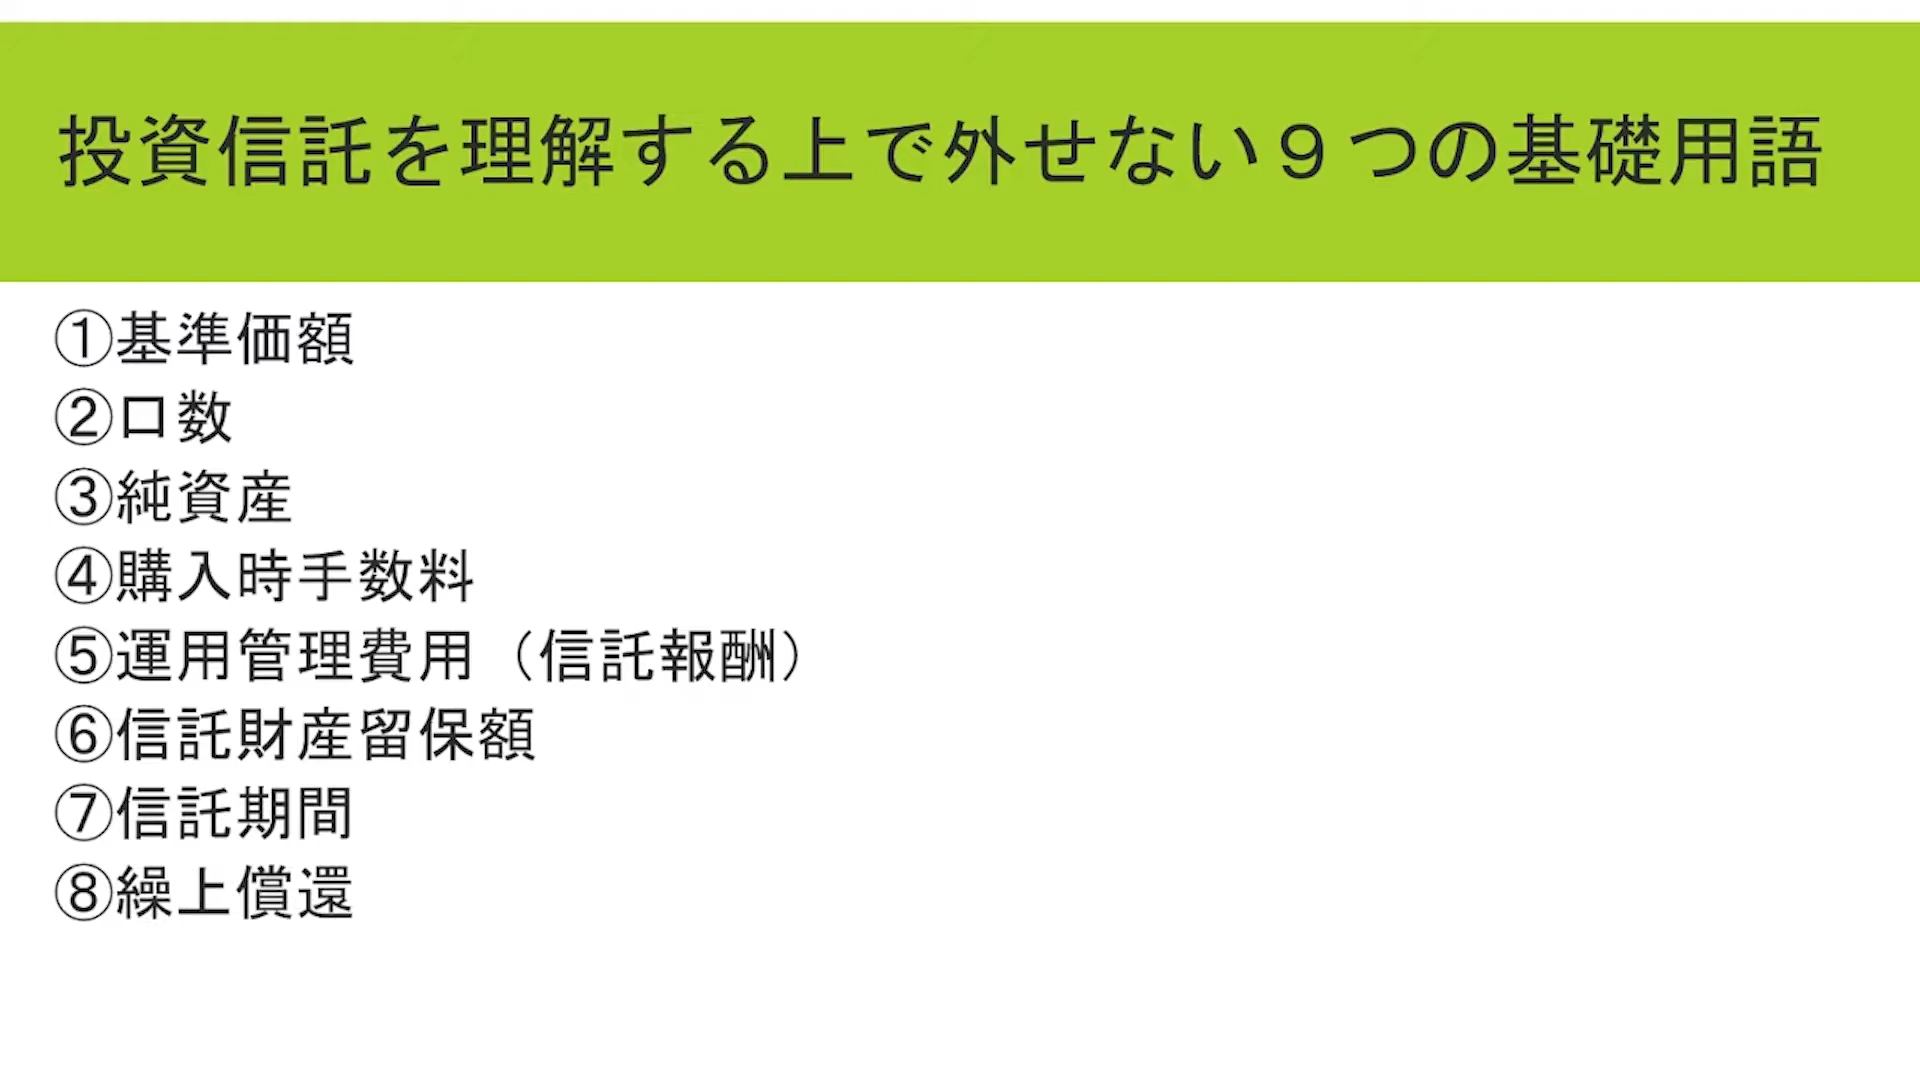 投資信託を理解する上で外せない９つの基礎用語
①基準価額
②口数
③純資産
④購入時手数料
⑤運用管理費用（信託報酬）
⑥信託財産留保額
⑦信託期間
⑧繰上償還